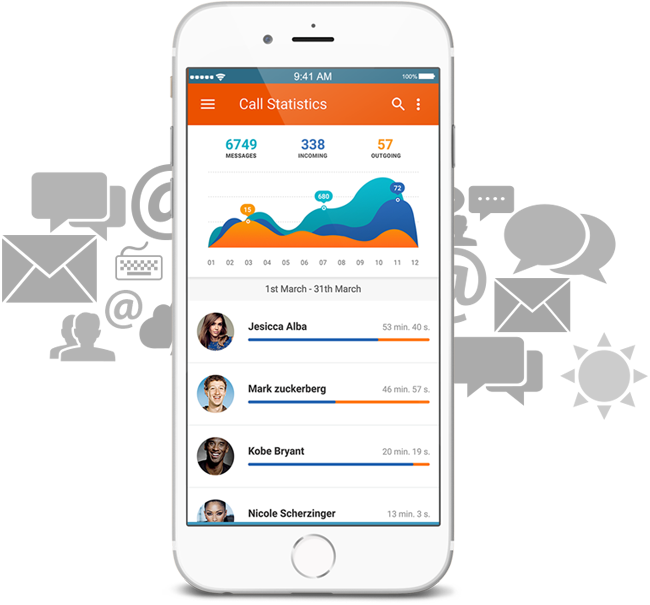 9:41 AM 100%
Call Statistics
6749 338 57
MESSAGES INCOMING OUTGOING
15 680 72
01 02 03 04 05 06 07 08 09 10 11 12
1st March - 31th March
Jesicca Alba 53 min. 40 s.
Mark zuckerberg 46 min. 57 s.
Kobe Bryant 20 min. 19 s.
Nicole Scherzinger 13 min. 3 s.
@
@
@